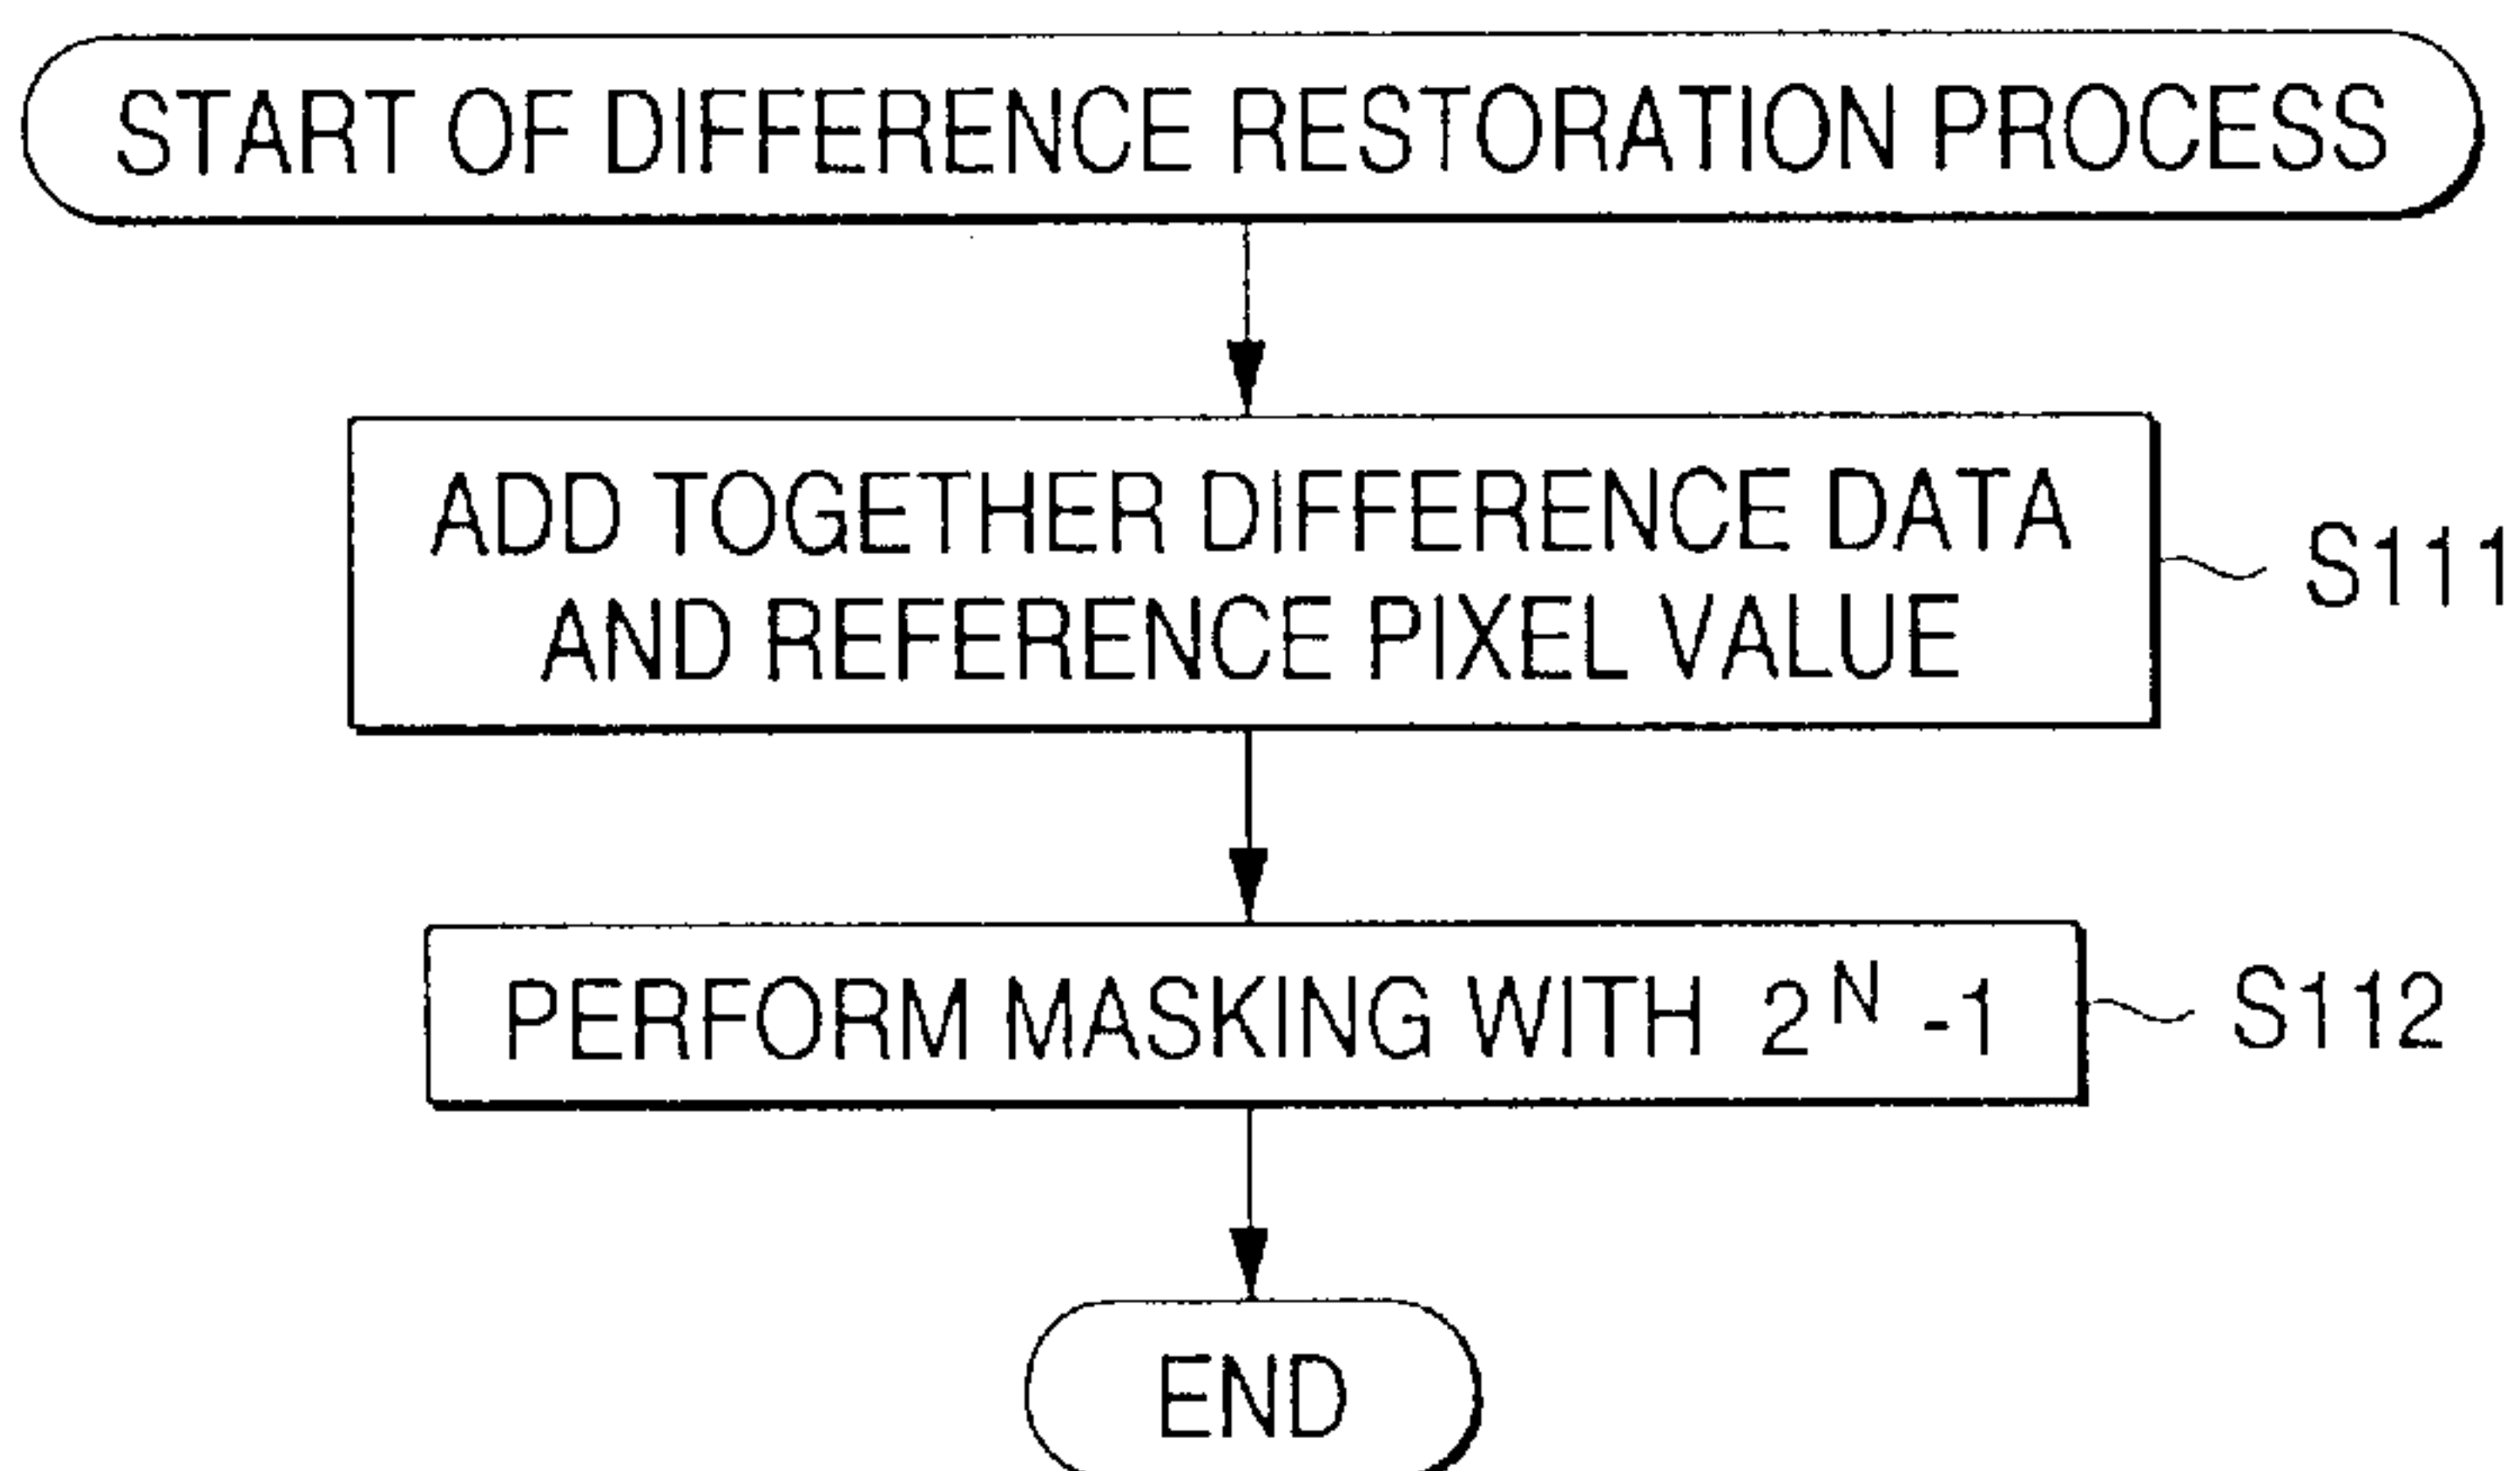 START OF DIFFERENCE RESTORATION PROCESS
ADD TOGETHER DIFFERENCE DATA
AND REFERENCE PIXEL VALUE
S111
PERFORM MASKING WITH 2^N -1
S112
END